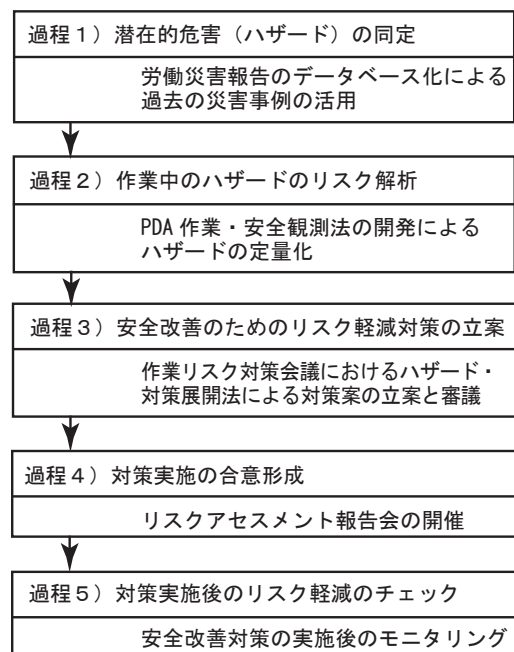 過程１）潜在的危害（ハザード）の同定
労働災害報告のデータベース化による
過去の災害事例の活用
過程２）作業中のハザードのリスク解析
PDA 作業・安全観測法の開発による
ハザードの定量化
過程３）安全改善のためのリスク軽減対策の立案
作業リスク対策会議におけるハザード・
対策展開法による対策案の立案と審議
過程４）対策実施の合意形成
リスクアセスメント報告会の開催
過程５）対策実施後のリスク軽減のチェック
安全改善対策の実施後のモニタリング